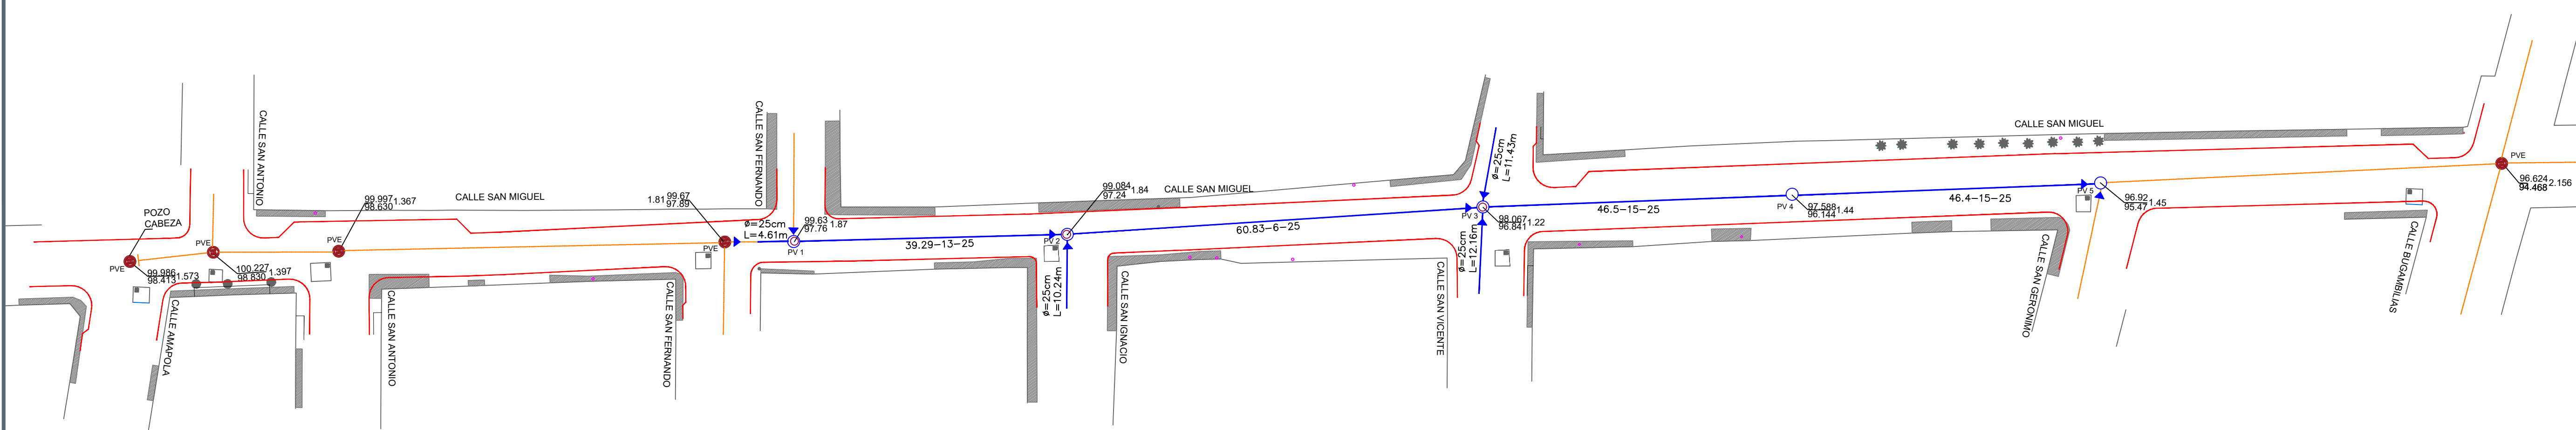 POZO
CABEZA
PVE
99.986
98.413
1.573
PVE
100.227
98.830
1.397
CALLE AMAPOLA
CALLE SAN ANTONIO
99.997
98.630
1.367
CALLE SAN ANTONIO
CALLE SAN MIGUEL
1.81
99.67
97.89
PVE
CALLE SAN FERNANDO
CALLE SAN FERNANDO
ø=25cm
L=4.61m
99.63
97.76
1.87
PV 1
39.29-13-25
PV 2
99.084
97.24
1.84
ø=25cm
L=10.24m
CALLE SAN IGNACIO
CALLE SAN MIGUEL
60.83-6-25
CALLE SAN VICENTE
ø=25cm
L=12.16m
ø=25cm
L=11.43m
PV 3
98.067
96.841
1.22
46.5-15-25
PV 4
97.588
96.144
1.44
46.4-15-25
CALLE SAN MIGUEL
CALLE SAN GERONIMO
PV 5
96.92
95.47
1.45
CALLE BUGAMBILIAS
PVE
96.624
94.468
2.156